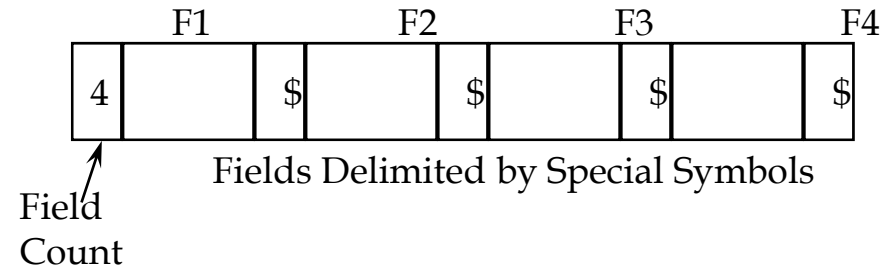 F1 F2 F3 F4
4 $ $ $ $
Fields Delimited by Special Symbols
Field
Count